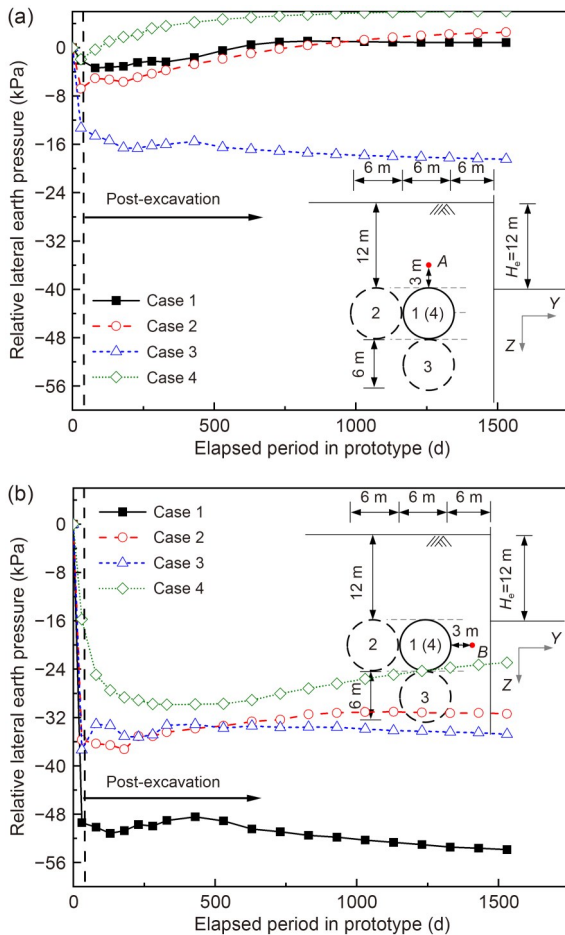 (a)
0
−8
−16
−24
−32
−40
−48
−56
Relative lateral earth pressure (kPa)
Post-excavation
Case 1
Case 2
Case 3
Case 4
6 m 6 m 6 m
12 m
H_e=12 m
A
3 m
2
1 (4)
3
6 m
Y
Z
0 500 1000 1500
Elapsed period in prototype (d)
(b)
0
−8
−16
−24
−32
−40
−48
−56
Relative lateral earth pressure (kPa)
Case 1
Case 2
Case 3
Case 4
Post-excavation
6 m 6 m 6 m
12 m
H_e=12 m
3 m
B
2
1 (4)
3
6 m
Y
Z
0 500 1000 1500
Elapsed period in prototype (d)